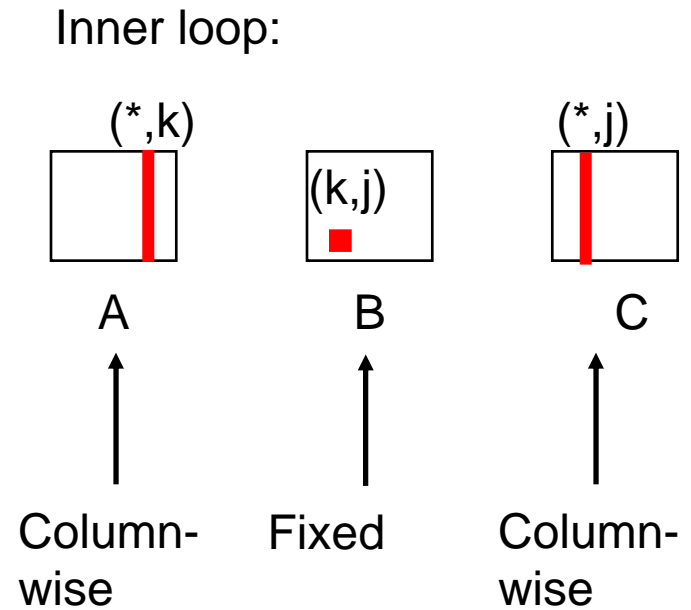 Inner loop:
(*,k)
(*,j)
(k,j)
A
B
C
Column-
wise
Fixed
Column-
wise